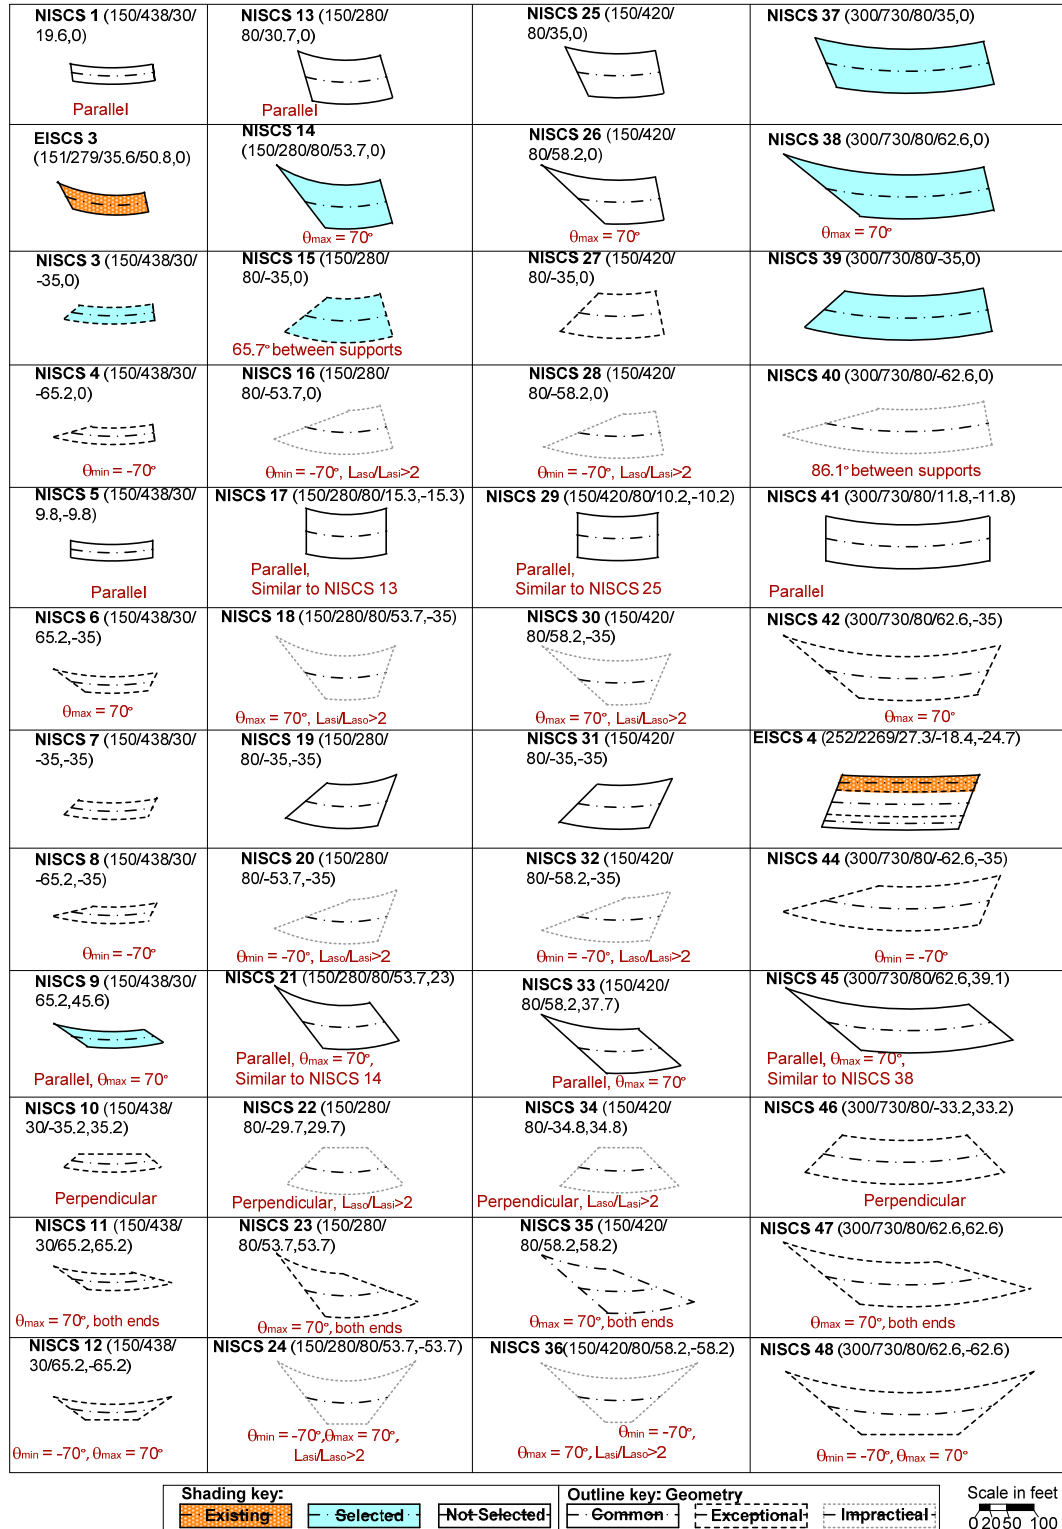 NISCS 1 (150/438/30/
19.6,0)
Parallel
NISCS 13 (150/280/
80/30.7,0)
Parallel
NISCS 25 (150/420/
80/35,0)
NISCS 37 (300/730/80/35,0)
EISCS 3
(151/279/35.6/50.8,0)
NISCS 14
(150/280/80/53.7,0)
θmax = 70°
NISCS 26 (150/420/
80/58.2,0)
θmax = 70°
NISCS 38 (300/730/80/62.6,0)
θmax = 70°
NISCS 3 (150/438/30/
-35,0)
NISCS 15 (150/280/
80/-35,0)
65.7° between supports
NISCS 27 (150/420/
80/-35,0)
NISCS 39 (300/730/80/-35,0)
NISCS 4 (150/438/30/
-65.2,0)
θmin = -70°
NISCS 16 (150/280/
80/-53.7,0)
θmin = -70°, Laso/Lasi>2
NISCS 28 (150/420/
80/-58.2,0)
θmin = -70°, Laso/Lasi>2
NISCS 40 (300/730/80/-62.6,0)
86.1° between supports
NISCS 5 (150/438/30/
9.8,-9.8)
Parallel
NISCS 17 (150/280/80/15.3,-15.3)
Parallel,
Similar to NISCS 13
NISCS 29 (150/420/80/10.2,-10.2)
Parallel,
Similar to NISCS 25
NISCS 41 (300/730/80/11.8,-11.8)
Parallel
NISCS 6 (150/438/30/
65.2,-35)
θmax = 70°
NISCS 18 (150/280/80/53.7,-35)
θmax = 70°, Lasi/Laso>2
NISCS 30 (150/420/
80/58.2,-35)
θmax = 70°, Lasi/Laso>2
NISCS 42 (300/730/80/62.6,-35)
θmax = 70°
NISCS 7 (150/438/30/
-35,-35)
NISCS 19 (150/280/
80/-35,-35)
NISCS 31 (150/420/
80/-35,-35)
EISCS 4 (252/2269/27.3/-18.4,-24.7)
NISCS 8 (150/438/30/
-65.2,-35)
θmin = -70°
NISCS 20 (150/280/
80/-53.7,-35)
θmin = -70°, Laso/Lasi>2
NISCS 32 (150/420/
80/-58.2,-35)
θmin = -70°, Laso/Lasi>2
NISCS 44 (300/730/80/-62.6,-35)
θmin = -70°
NISCS 9 (150/438/30/
65.2,45.6)
Parallel, θmax = 70°
NISCS 21 (150/280/80/53.7,23)
Parallel, θmax = 70°,
Similar to NISCS 14
NISCS 33 (150/420/
80/58.2,37.7)
Parallel, θmax = 70°
NISCS 45 (300/730/80/62.6,39.1)
Parallel, θmax = 70°,
Similar to NISCS 38
NISCS 10 (150/438/
30/-35.2,35.2)
Perpendicular
NISCS 22 (150/280/
80/-29.7,29.7)
Perpendicular, Laso/Lasi>2
NISCS 34 (150/420/
80/-34.8,34.8)
Perpendicular, Laso/Lasi>2
NISCS 46 (300/730/80/-33.2,33.2)
Perpendicular
NISCS 11 (150/438/
30/65.2,65.2)
θmax = 70°, both ends
NISCS 23 (150/280/
80/53.7,53.7)
θmax = 70°, both ends
NISCS 35 (150/420/
80/58.2,58.2)
θmax = 70°, both ends
NISCS 47 (300/730/80/62.6,62.6)
θmax = 70°, both ends
NISCS 12 (150/438/
30/65.2,-65.2)
θmin = -70°, θmax = 70°
NISCS 24 (150/280/80/53.7,-53.7)
θmin = -70°, θmax = 70°,
Lasi/Laso>2
NISCS 36(150/420/80/58.2,-58.2)
θmin = -70°,
θmax = 70°, Lasi/Laso>2
NISCS 48 (300/730/80/62.6,-62.6)
θmin = -70°, θmax = 70°
Shading key:
Existing
Selected
Not Selected
Outline key: Geometry
Common
Exceptional
Impractical
Scale in feet
0 20 50 100